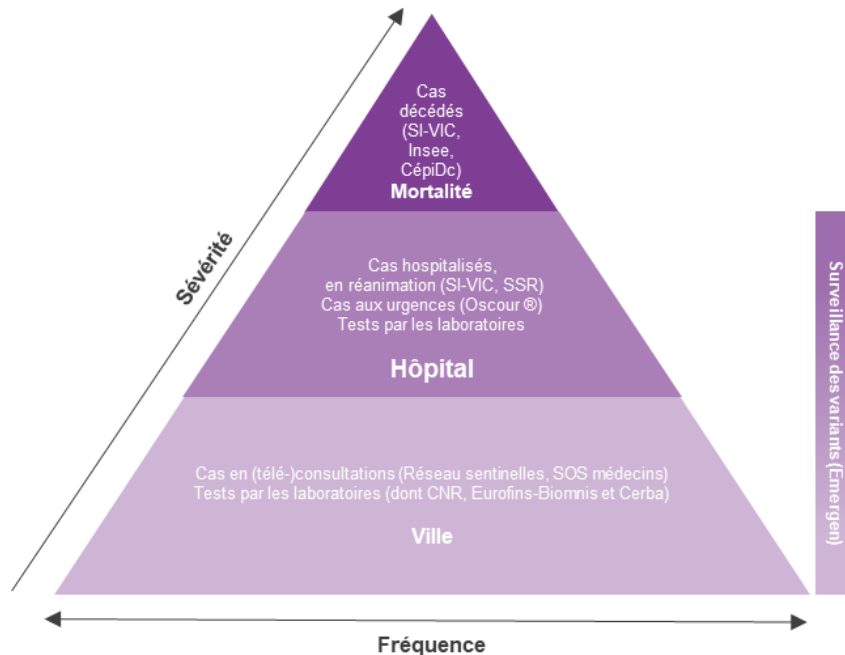 Cas
décédés
(SI-VIC,
Insee,
CépiDc)
Mortalité
Sévérité
Cas hospitalisés,
en réanimation (SI-VIC, SSR)
Cas aux urgences (Oscour ®)
Tests par les laboratoires
Hôpital
Surveillance des variants (Emergen)
Cas en (télé-)consultations (Réseau sentinelles, SOS médecins)
Tests par les laboratoires (dont CNR, Eurofins-Biomnis et Cerba)
Ville
Fréquence